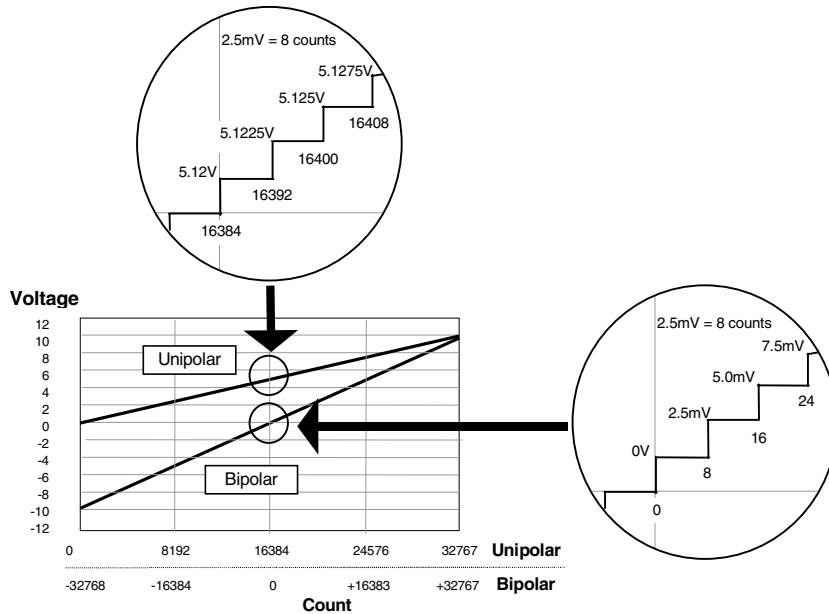 2.5mV = 8 counts
5.1275V
5.125V
16408
5.1225V
16400
5.12V
16392
16384
Voltage
12
10
8
6
4
2
0
-2
-4
-6
-8
-10
-12
Unipolar
Bipolar
2.5mV = 8 counts
7.5mV
5.0mV
24
2.5mV
16
0V
8
0
0 8192 16384 24576 32767 Unipolar
-32768 -16384 0 +16383 +32767 Bipolar
Count